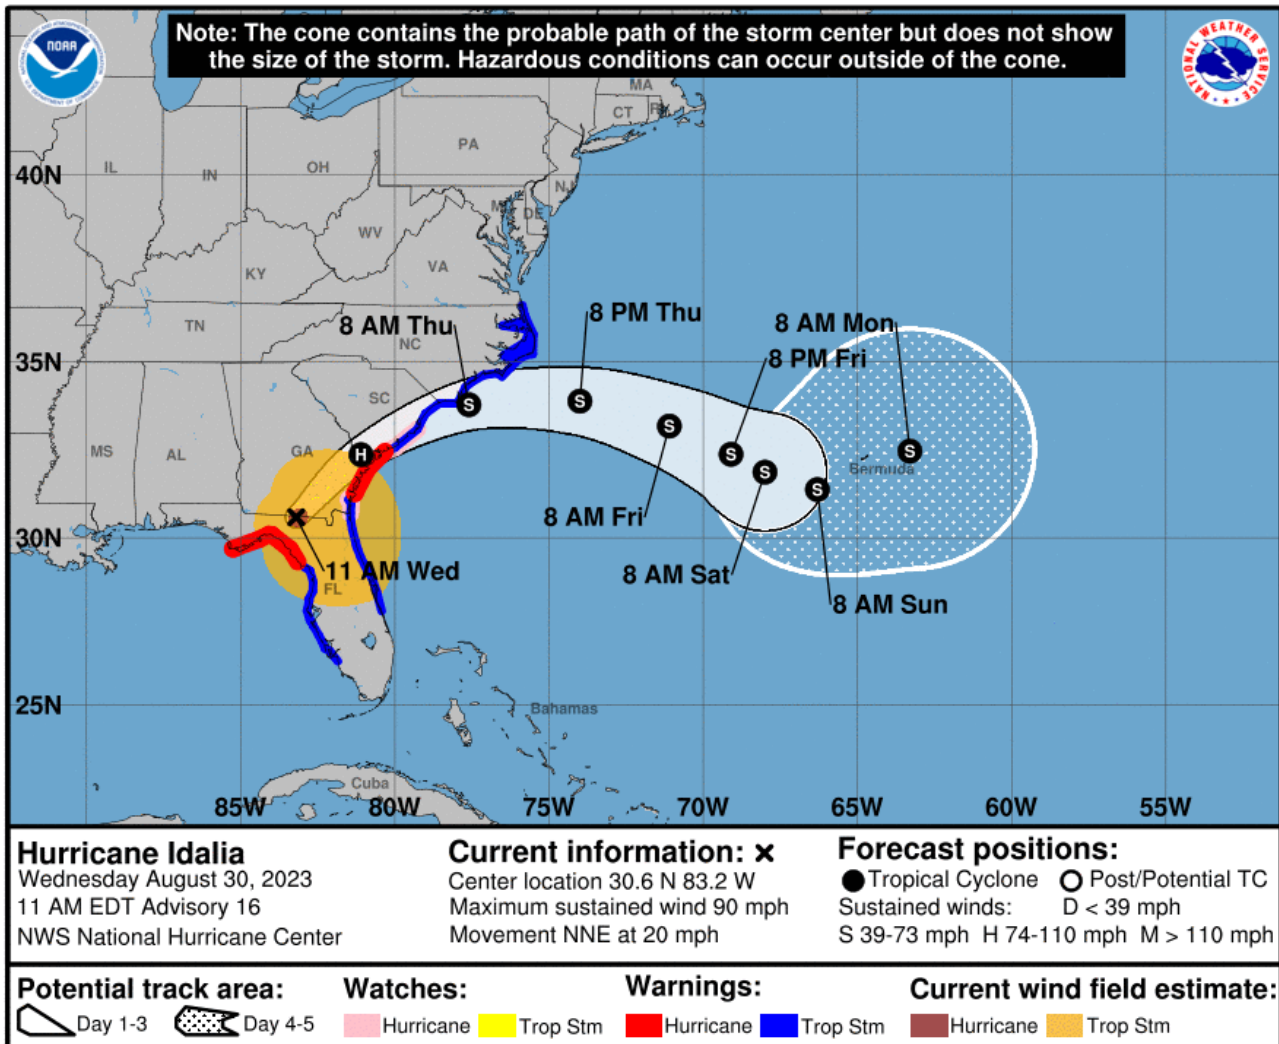 Note: The cone contains the probable path of the storm center but does not show
the size of the storm. Hazardous conditions can occur outside of the cone.
NOAA
NATIONAL WEATHER SERVICE
MA
CT
PA
40N
IL
IN
OH
NJ
DE
WV
VA
KY
8 PM Thu
8 AM Mon
TN
8 AM Thu
NC
8 PM Fri
35N
SC
S
S
S
MS
AL
GA
H
S
S
S
Bermuda
S
8 AM Fri
30N
11 AM Wed
8 AM Sat
FL
8 AM Sun
25N
Bahamas
Cuba
85W
80W
75W
70W
65W
60W
55W
Hurricane Idalia
Wednesday August 30, 2023
11 AM EDT Advisory 16
NWS National Hurricane Center
Current information: x
Center location 30.6 N 83.2 W
Maximum sustained wind 90 mph
Movement NNE at 20 mph
Forecast positions:
Tropical Cyclone Post/Potential TC
Sustained winds: D < 39 mph
S 39-73 mph H 74-110 mph M > 110 mph
Potential track area:
Day 1-3 Day 4-5
Watches:
Hurricane Trop Stm
Warnings:
Hurricane Trop Stm
Current wind field estimate:
Hurricane Trop Stm